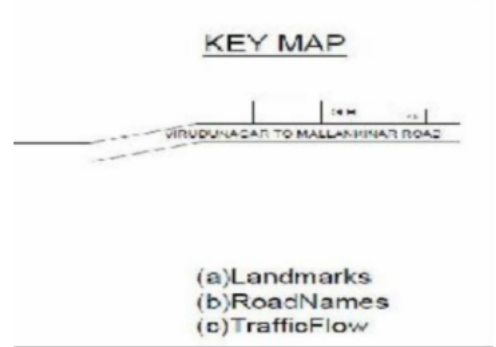 KEY MAP
VIRUDUNAGAR TO MALLANKINAR ROAD
(a)Landmarks
(b)RoadNames
(c)TrafficFlow